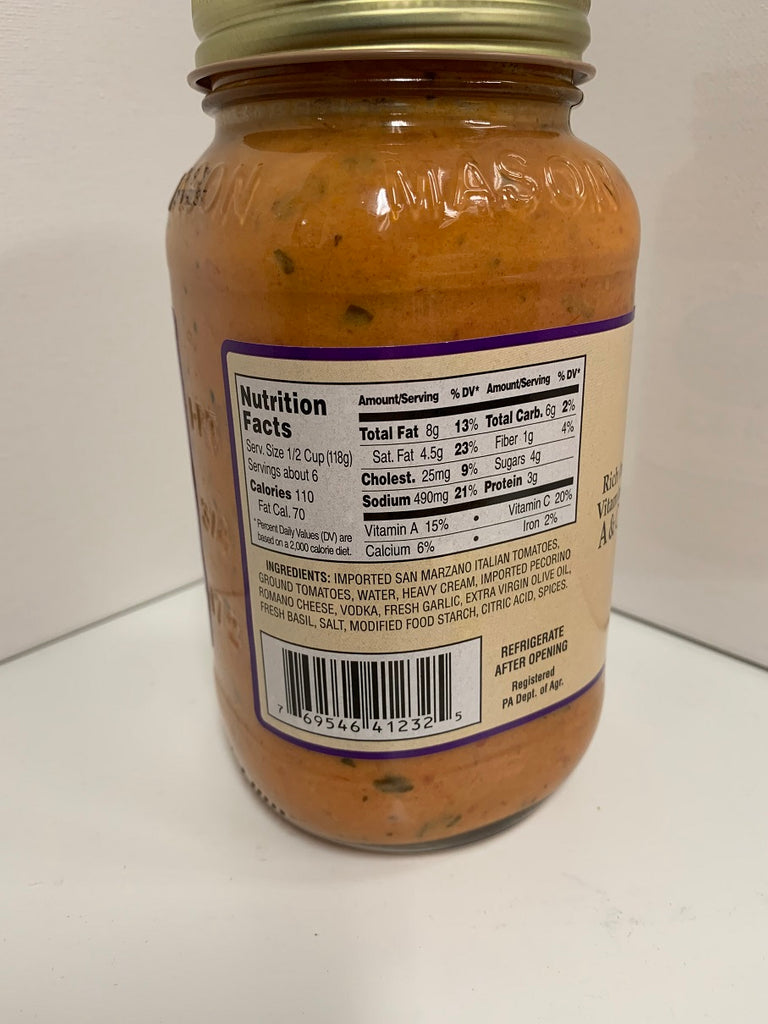 MASON
Nutrition
Facts
Serv. Size 1/2 Cup (118g)
Servings about 6
Calories 110
Fat Cal. 70
*Percent Daily Values (DV) are
based on a 2,000 calorie diet.
Amount/Serving % DV* Amount/Serving % DV*
Total Fat 8g 13% Total Carb. 6g 2%
Sat. Fat 4.5g 23% Fiber 1g 4%
Cholest. 25mg 9% Sugars 4g
Sodium 490mg 21% Protein 3g
Vitamin A 15% • Vitamin C 20%
Calcium 6% • Iron 2%
INGREDIENTS: IMPORTED SAN MARZANO ITALIAN TOMATOES,
GROUND TOMATOES, WATER, HEAVY CREAM, IMPORTED PECORINO
ROMANO CHEESE, VODKA, FRESH GARLIC, EXTRA VIRGIN OLIVE OIL,
FRESH BASIL, SALT, MODIFIED FOOD STARCH, CITRIC ACID, SPICES.
7 69546 41232 5
REFRIGERATE
AFTER OPENING
Registered
PA Dept. of Agr.
Rich
A &